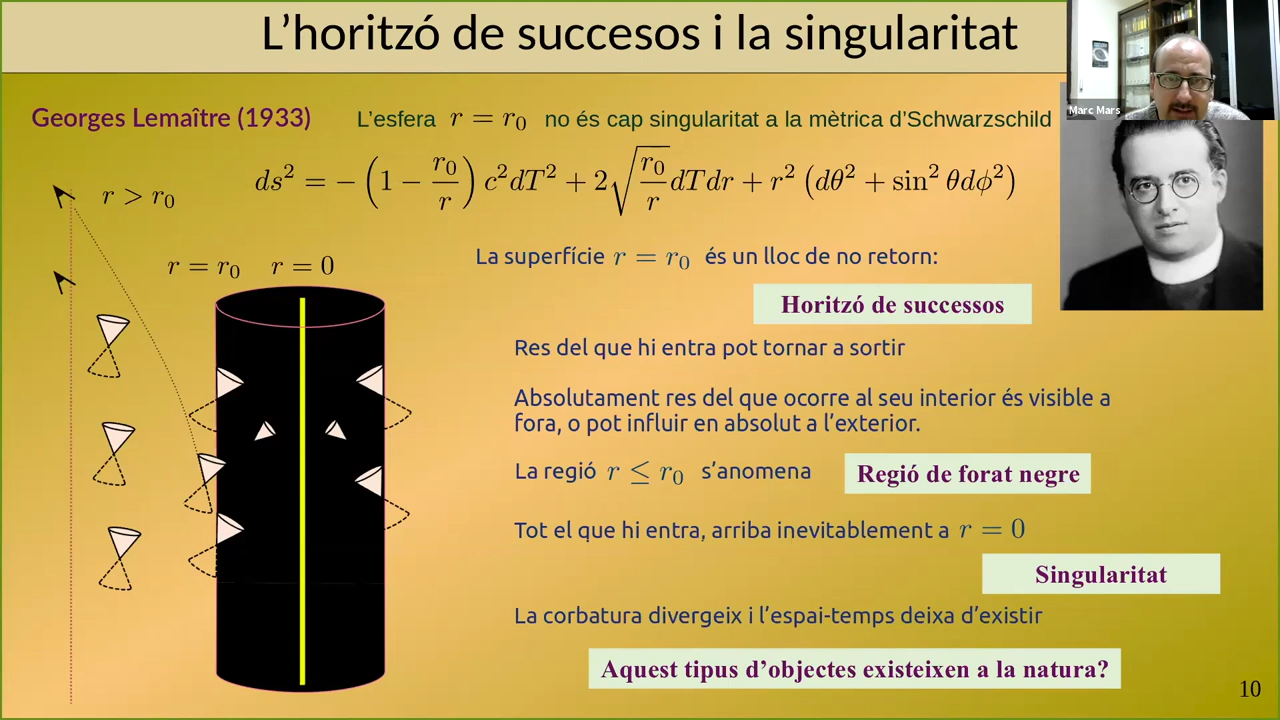 L'horitzó de succesos i la singularitat
Marc Mars
Georges Lemaître (1933)
L'esfera r = r₀ no és cap singularitat a la mètrica d'Schwarzschild
ds² = −(1 − r₀/r) c²dT² + 2√(r₀/r) dTdr + r² (dθ² + sin² θdϕ²)
r > r₀
r = r₀ r = 0
La superfície r = r₀ és un lloc de no retorn:
Horitzó de successos
Res del que hi entra pot tornar a sortir
Absolutament res del que ocorre al seu interior és visible a
fora, o pot influir en absolut a l'exterior.
La regió r ≤ r₀ s'anomena
Regió de forat negre
Tot el que hi entra, arriba inevitablement a r = 0
Singularitat
La corbatura divergeix i l'espai-temps deixa d'existir
Aquest tipus d'objectes existeixen a la natura?
10